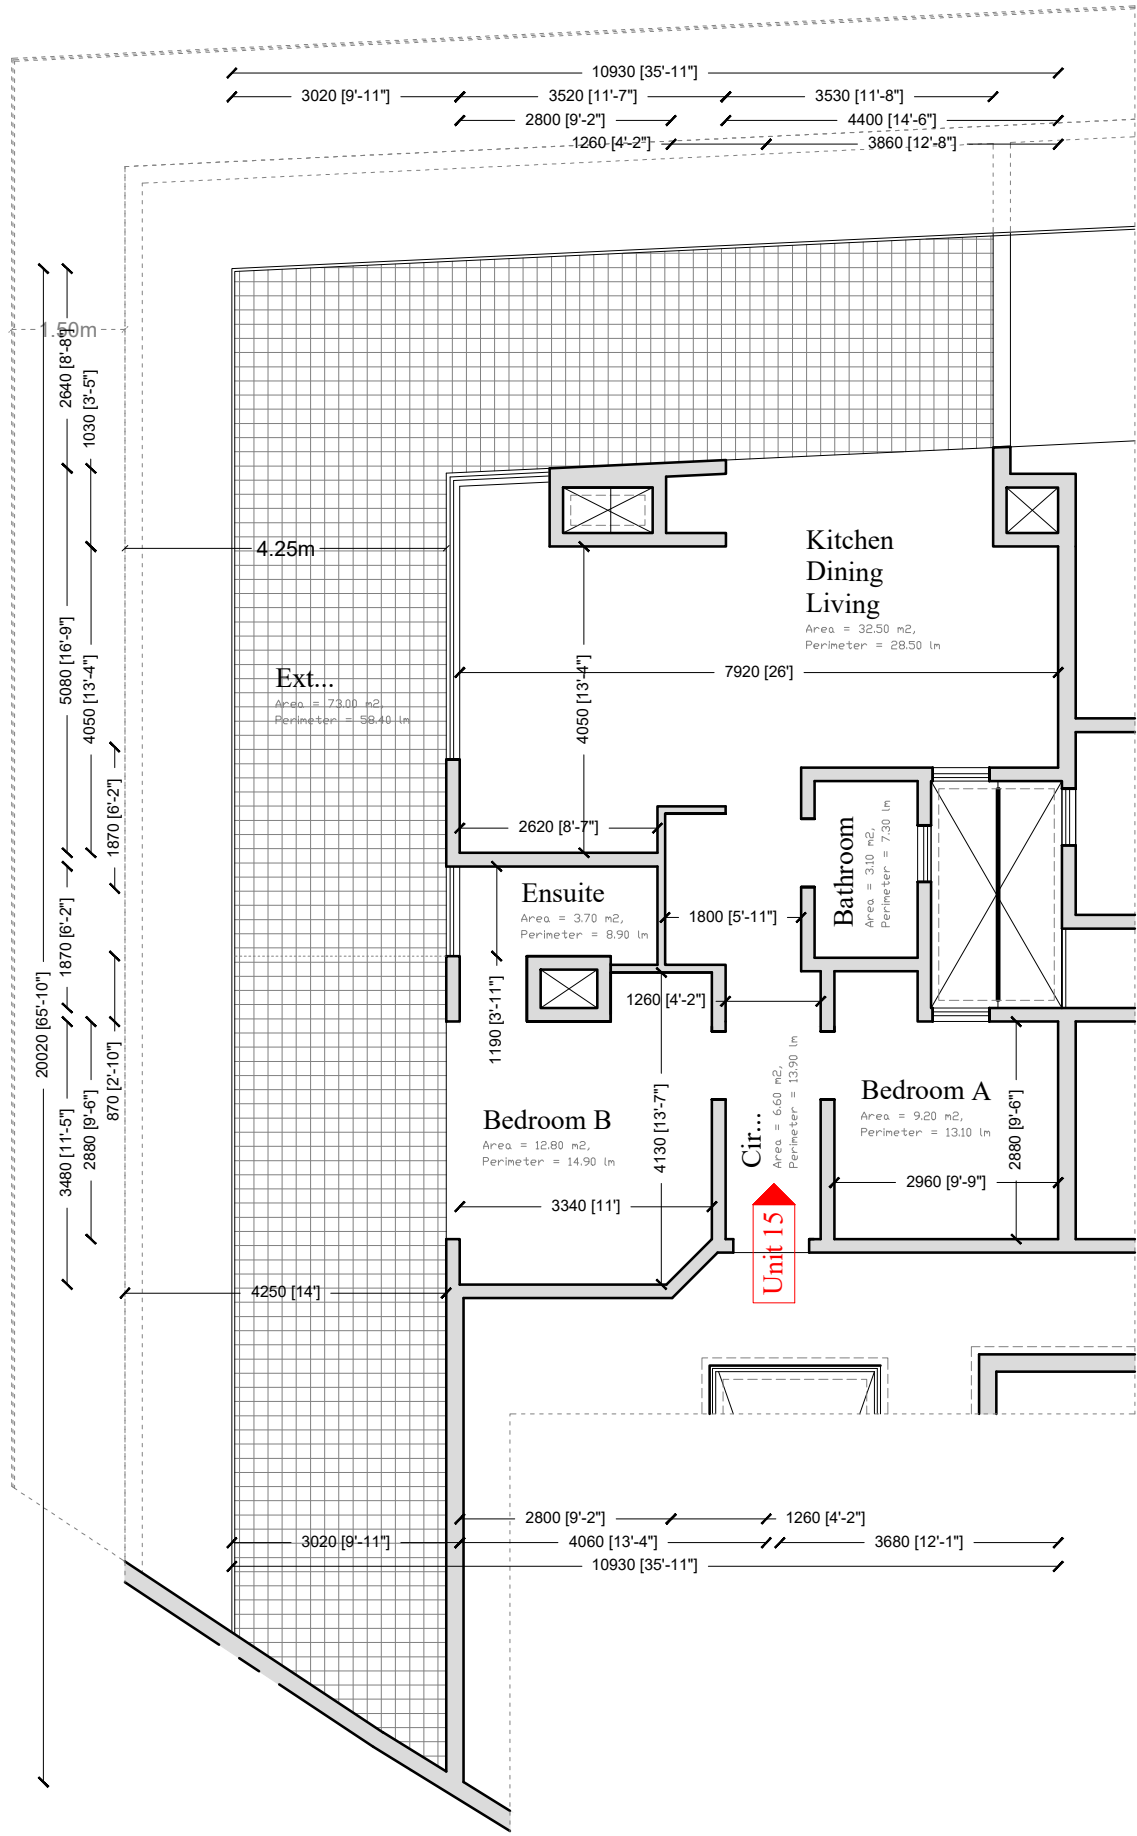 10930 [35'-11"]
3020 [9'-11"]
3520 [11'-7"]
3530 [11'-8"]
2800 [9'-2"]
4400 [14'-6"]
1260 [4'-2"]
3860 [12'-8"]
1.50m
2640 [8'-8"]
1030 [3'-5"]
4.25m
Kitchen
Dining
Living
Area = 32.50 m2,
Perimeter = 28.50 lm
7920 [26']
Ext...
Area = 73.00 m2,
Perimeter = 58.40 lm
5080 [16'-9"]
4050 [13'-4"]
4050 [13'-4"]
1870 [6'-2"]
2620 [8'-7"]
Ensuite
Area = 3.70 m2,
Perimeter = 8.90 lm
1800 [5'-11"]
Bathroom
Area = 3.10 m2,
Perimeter = 7.30 lm
1870 [6'-2"]
20020 [65'-10"]
870 [2'-10"]
1190 [3'-11"]
1260 [4'-2"]
3480 [11'-5"]
2880 [9'-6"]
Bedroom B
Area = 12.80 m2,
Perimeter = 14.90 lm
4130 [13'-7"]
3340 [11']
Cir...
Area = 6.60 m2,
Perimeter = 13.90 lm
Bedroom A
Area = 9.20 m2,
Perimeter = 13.10 lm
2880 [9'-6"]
2960 [9'-9"]
Unit 15
4250 [14']
2800 [9'-2"]
1260 [4'-2"]
3020 [9'-11"]
4060 [13'-4"]
3680 [12'-1"]
10930 [35'-11"]